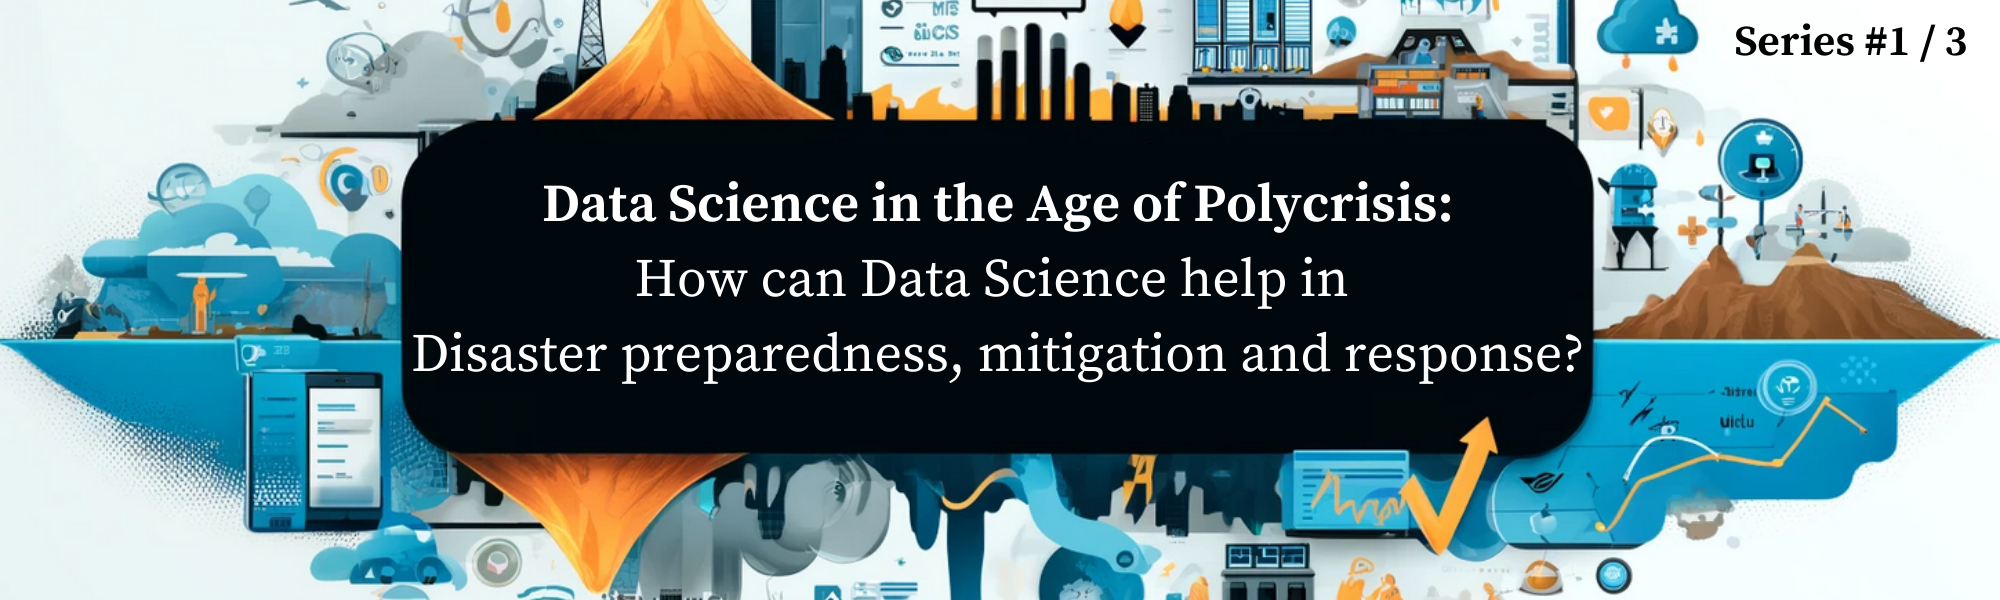 Series #1 / 3
Data Science in the Age of Polycrisis:
How can Data Science help in
Disaster preparedness, mitigation and response?